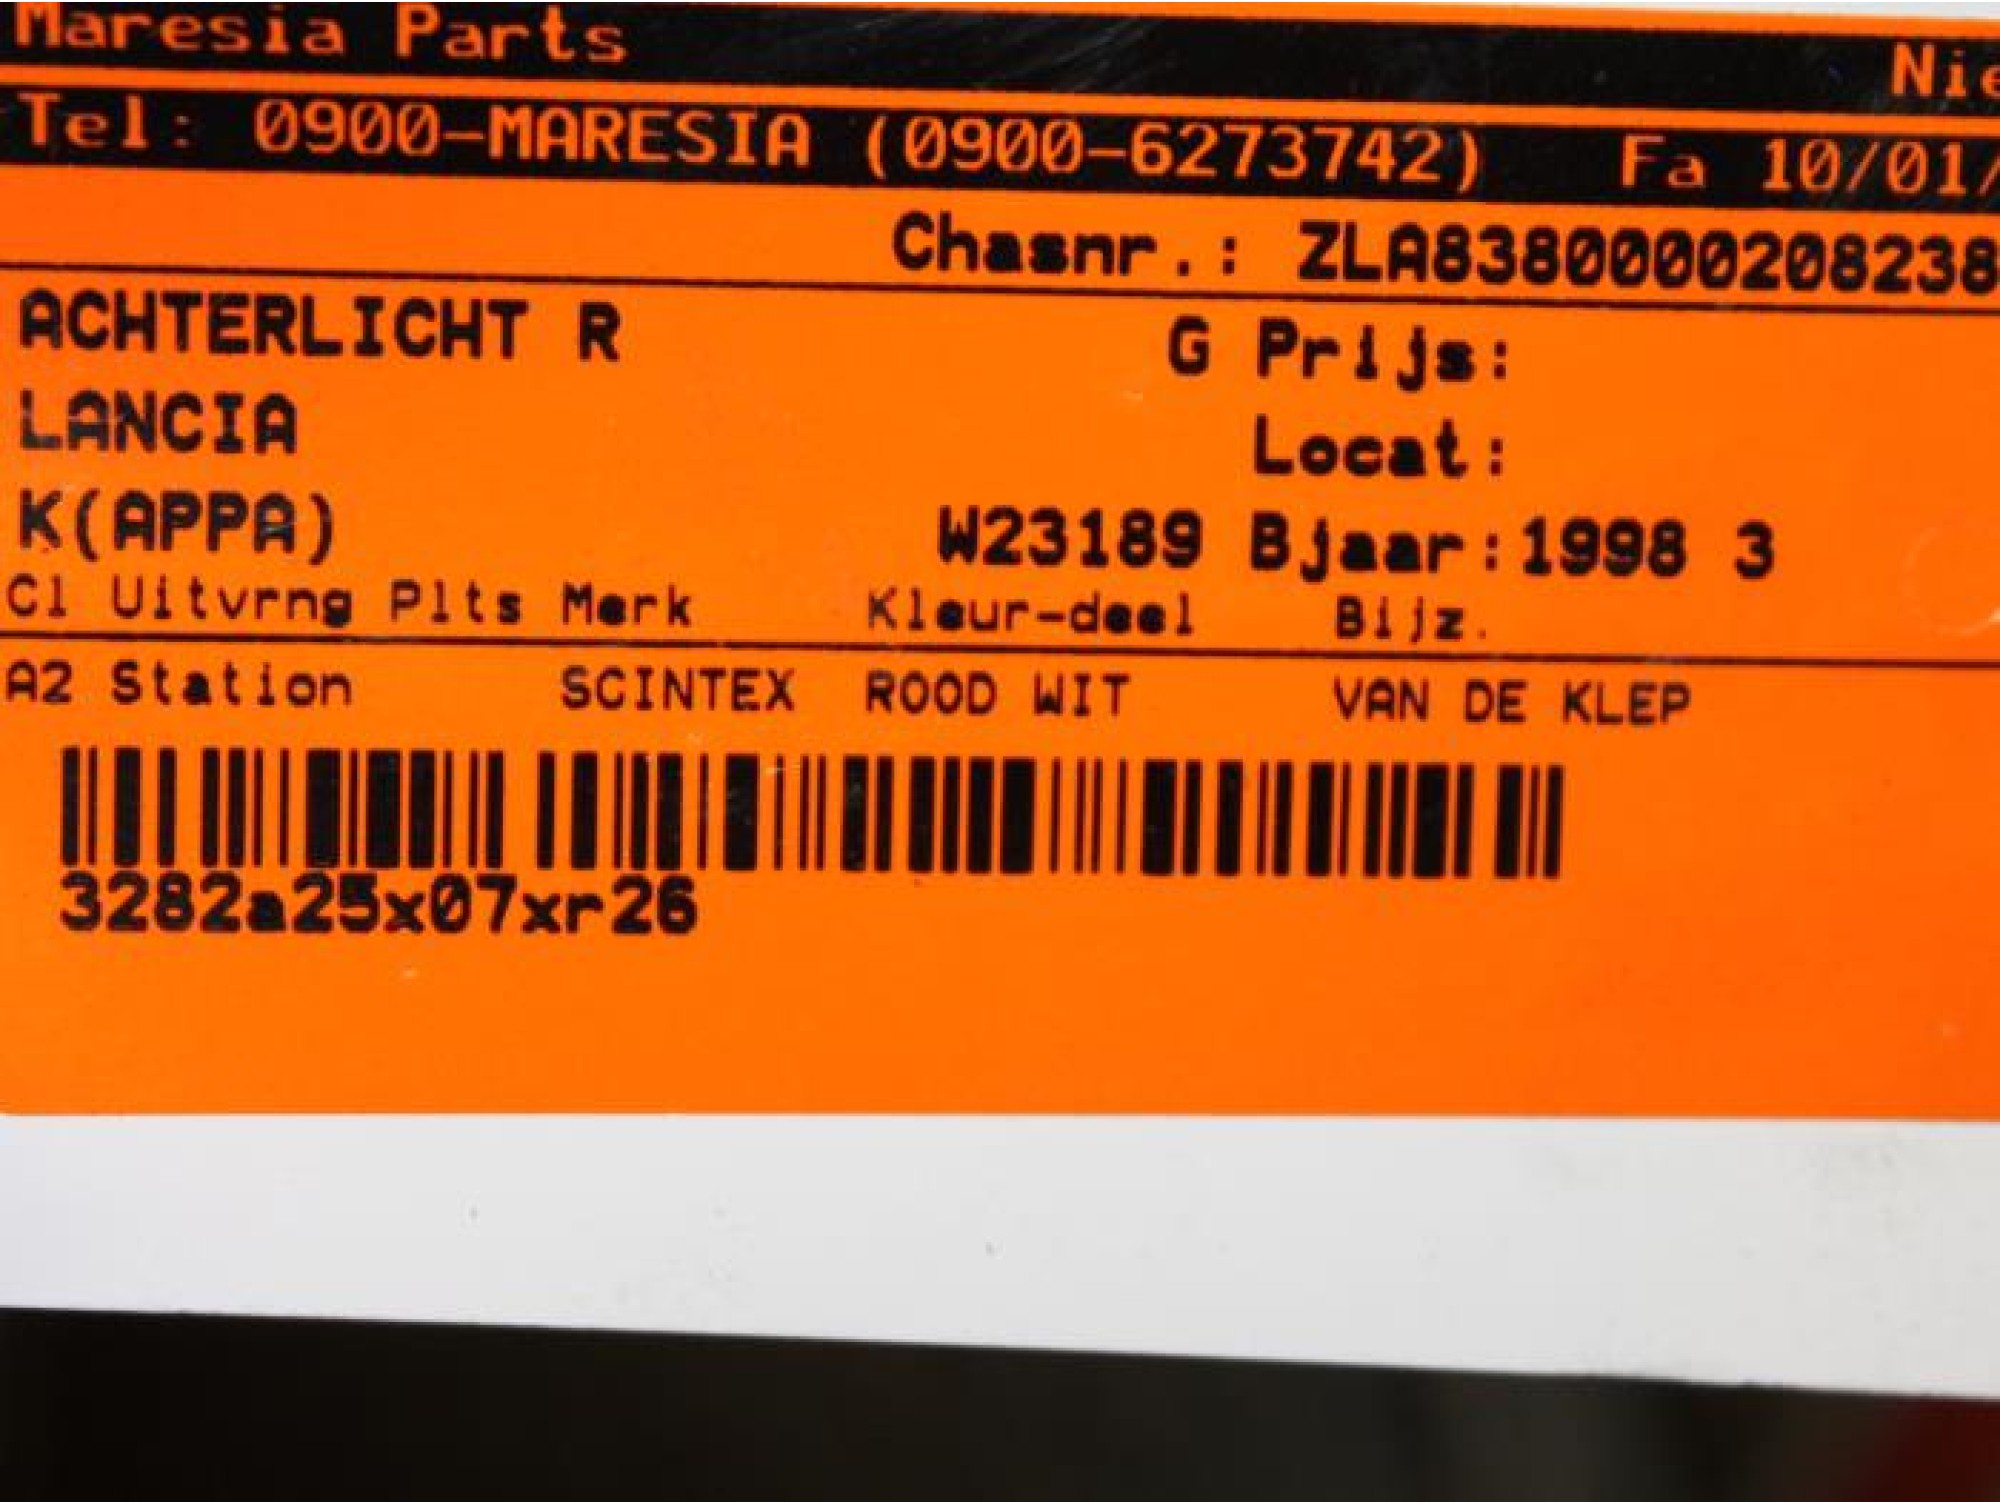 Maresia Parts Nie
Tel: 0900-MARESIA (0900-6273742) Fa 10/01/
Chasnr.: ZLA8380000208238
ACHTERLICHT R G Prijs:
LANCIA Locat:
K(APPA) W23189 Bjaar:1998 3
Cl Uitvrng Plts Merk Kleur-deel Bijz.
A2 Station SCINTEX ROOD WIT VAN DE KLEP
3282a25x07xr26